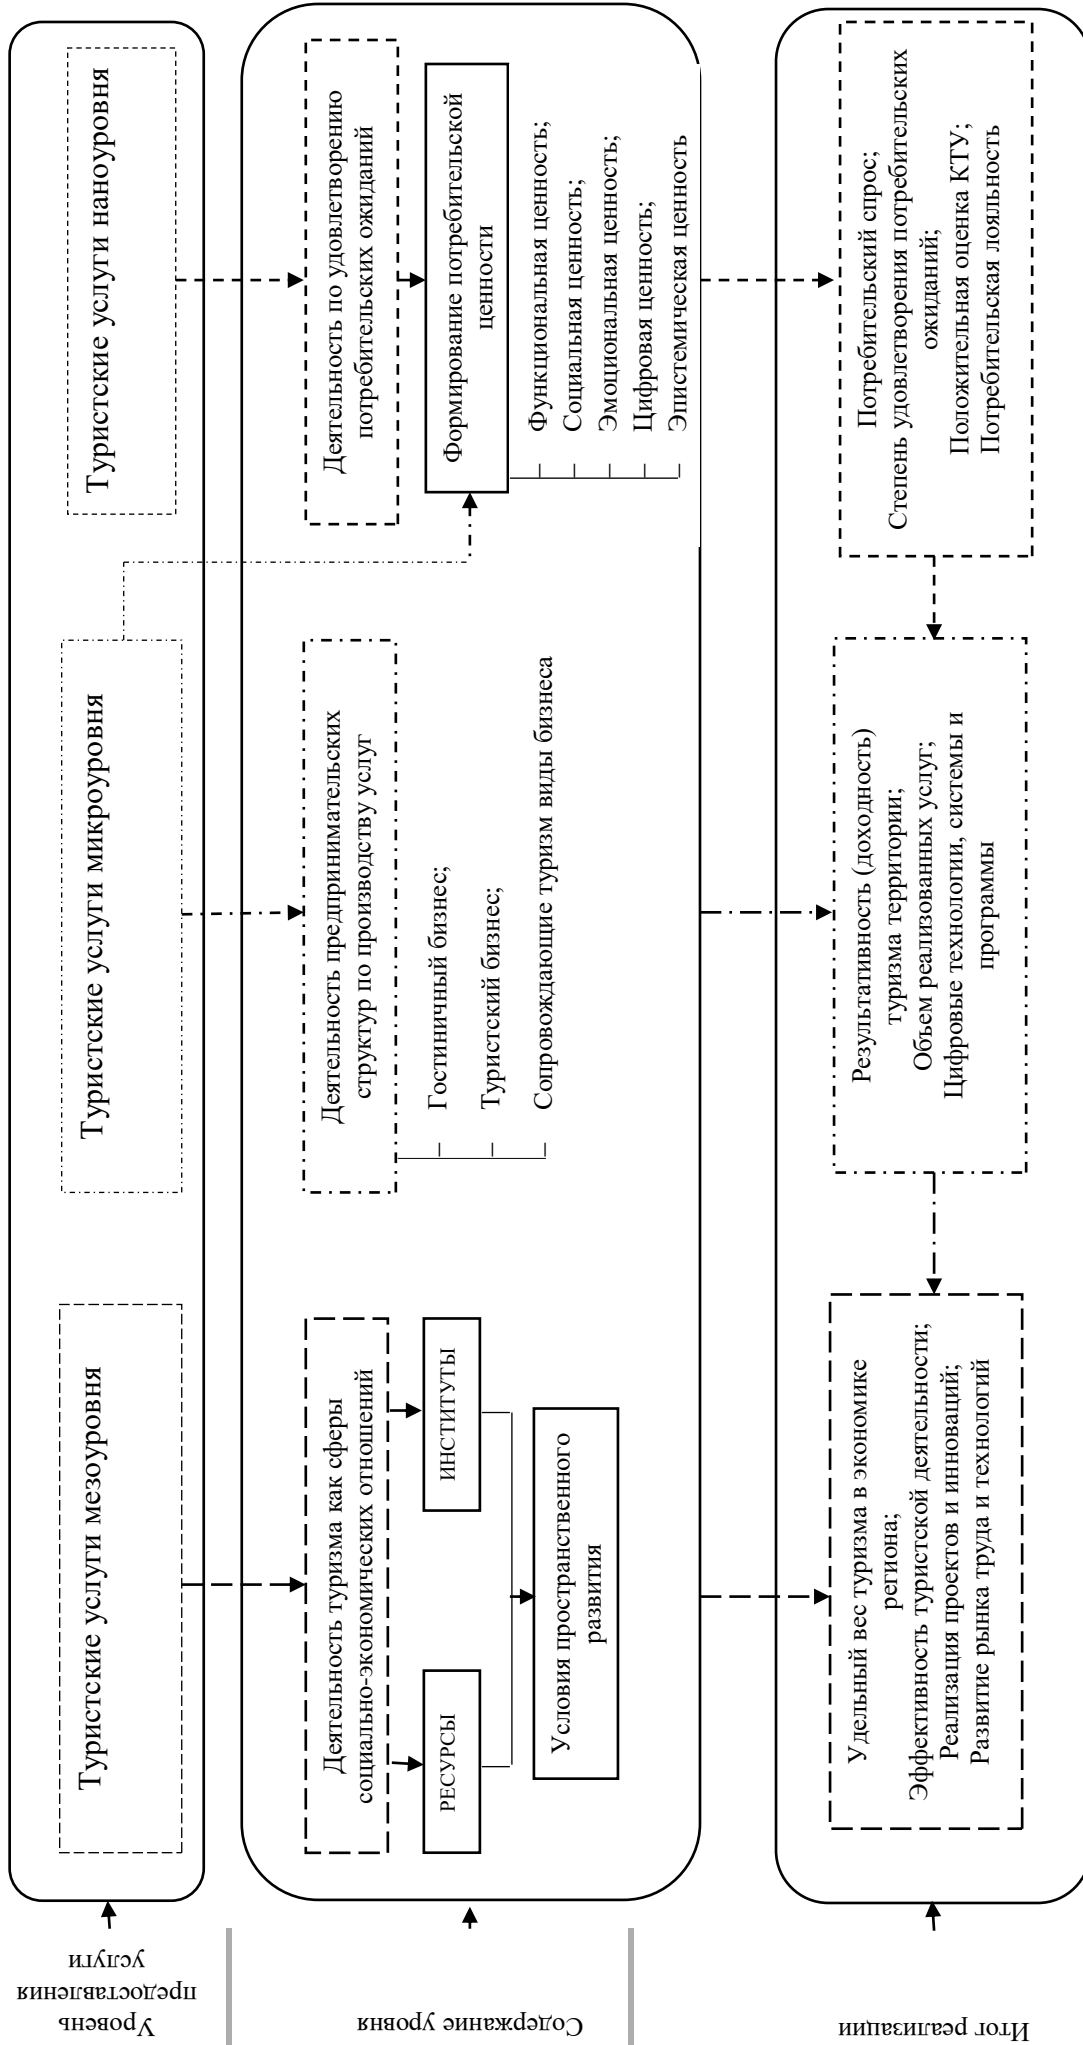 Уровень
предоставления
услуги
Туристские услуги мезоуровня
Туристские услуги микроуровня
Туристские услуги наноуровня
Содержание уровня
Деятельность туризма как сферы
социально-экономических отношений
РЕСУРСЫ
ИНСТИТУТЫ
Условия пространственного
развития
Деятельность предпринимательских
структур по производству услуг
Гостиничный бизнес;
Туристский бизнес;
Сопровождающие туризм виды бизнеса
Деятельность по удовлетворению
потребительских ожиданий
Формирование потребительской
ценности
Функциональная ценность;
Социальная ценность;
Эмоциональная ценность;
Цифровая ценность;
Эпистемическая ценность
Итог реализации
Удельный вес туризма в экономике
региона;
Эффективность туристской деятельности;
Реализация проектов и инноваций;
Развитие рынка труда и технологий
Результативность (доходность)
туризма территории;
Объем реализованных услуг;
Цифровые технологии, системы и
программы
Потребительский спрос;
Степень удовлетворения потребительских
ожиданий;
Положительная оценка КТУ;
Потребительская лояльность